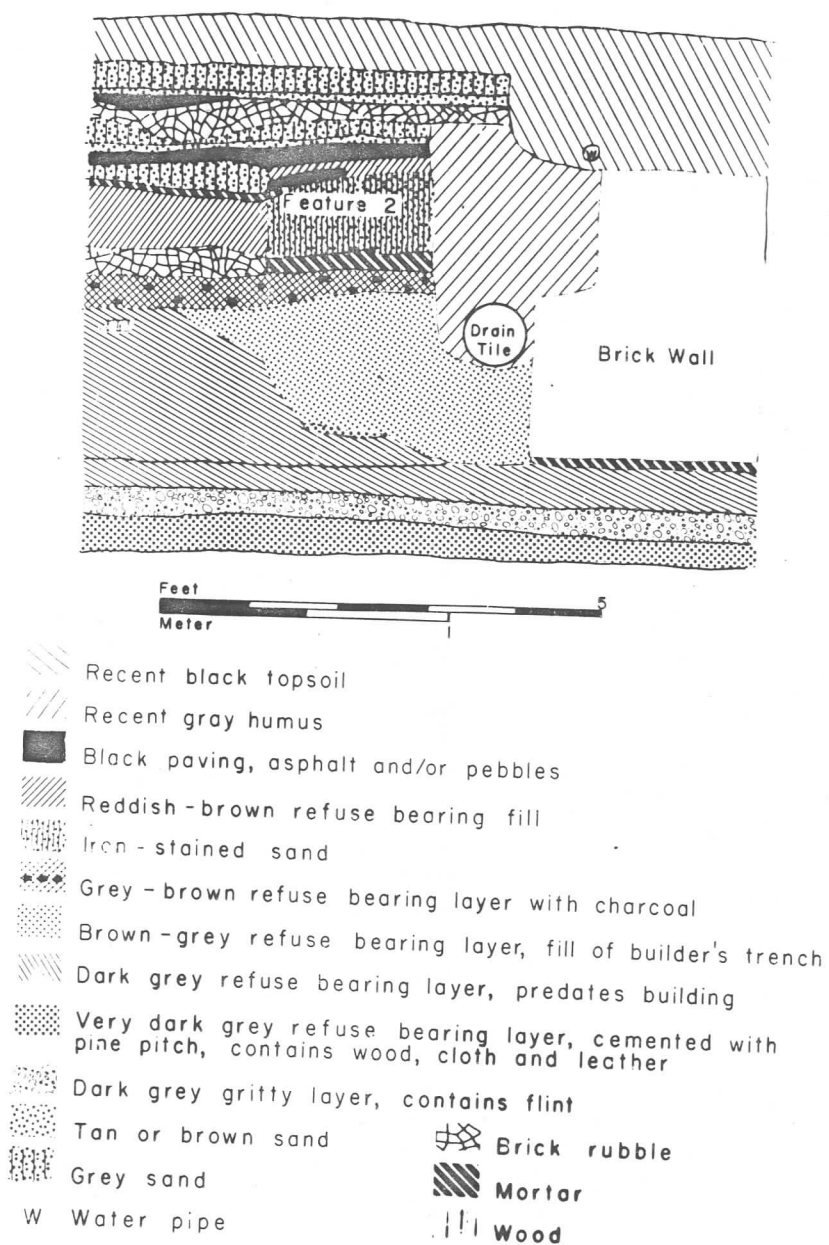 W
Feature 2
Drain
Tile
Brick Wall
Feet
5
Meter
1
Recent black topsoil
Recent gray humus
Black paving, asphalt and/or pebbles
Reddish-brown refuse bearing fill
Iron-stained sand
Grey-brown refuse bearing layer with charcoal
Brown-grey refuse bearing layer, fill of builder's trench
Dark grey refuse bearing layer, predates building
Very dark grey refuse bearing layer, cemented with
pine pitch, contains wood, cloth and leather
Dark grey gritty layer, contains flint
Tan or brown sand
Grey sand
W Water pipe
Brick rubble
Mortar
Wood